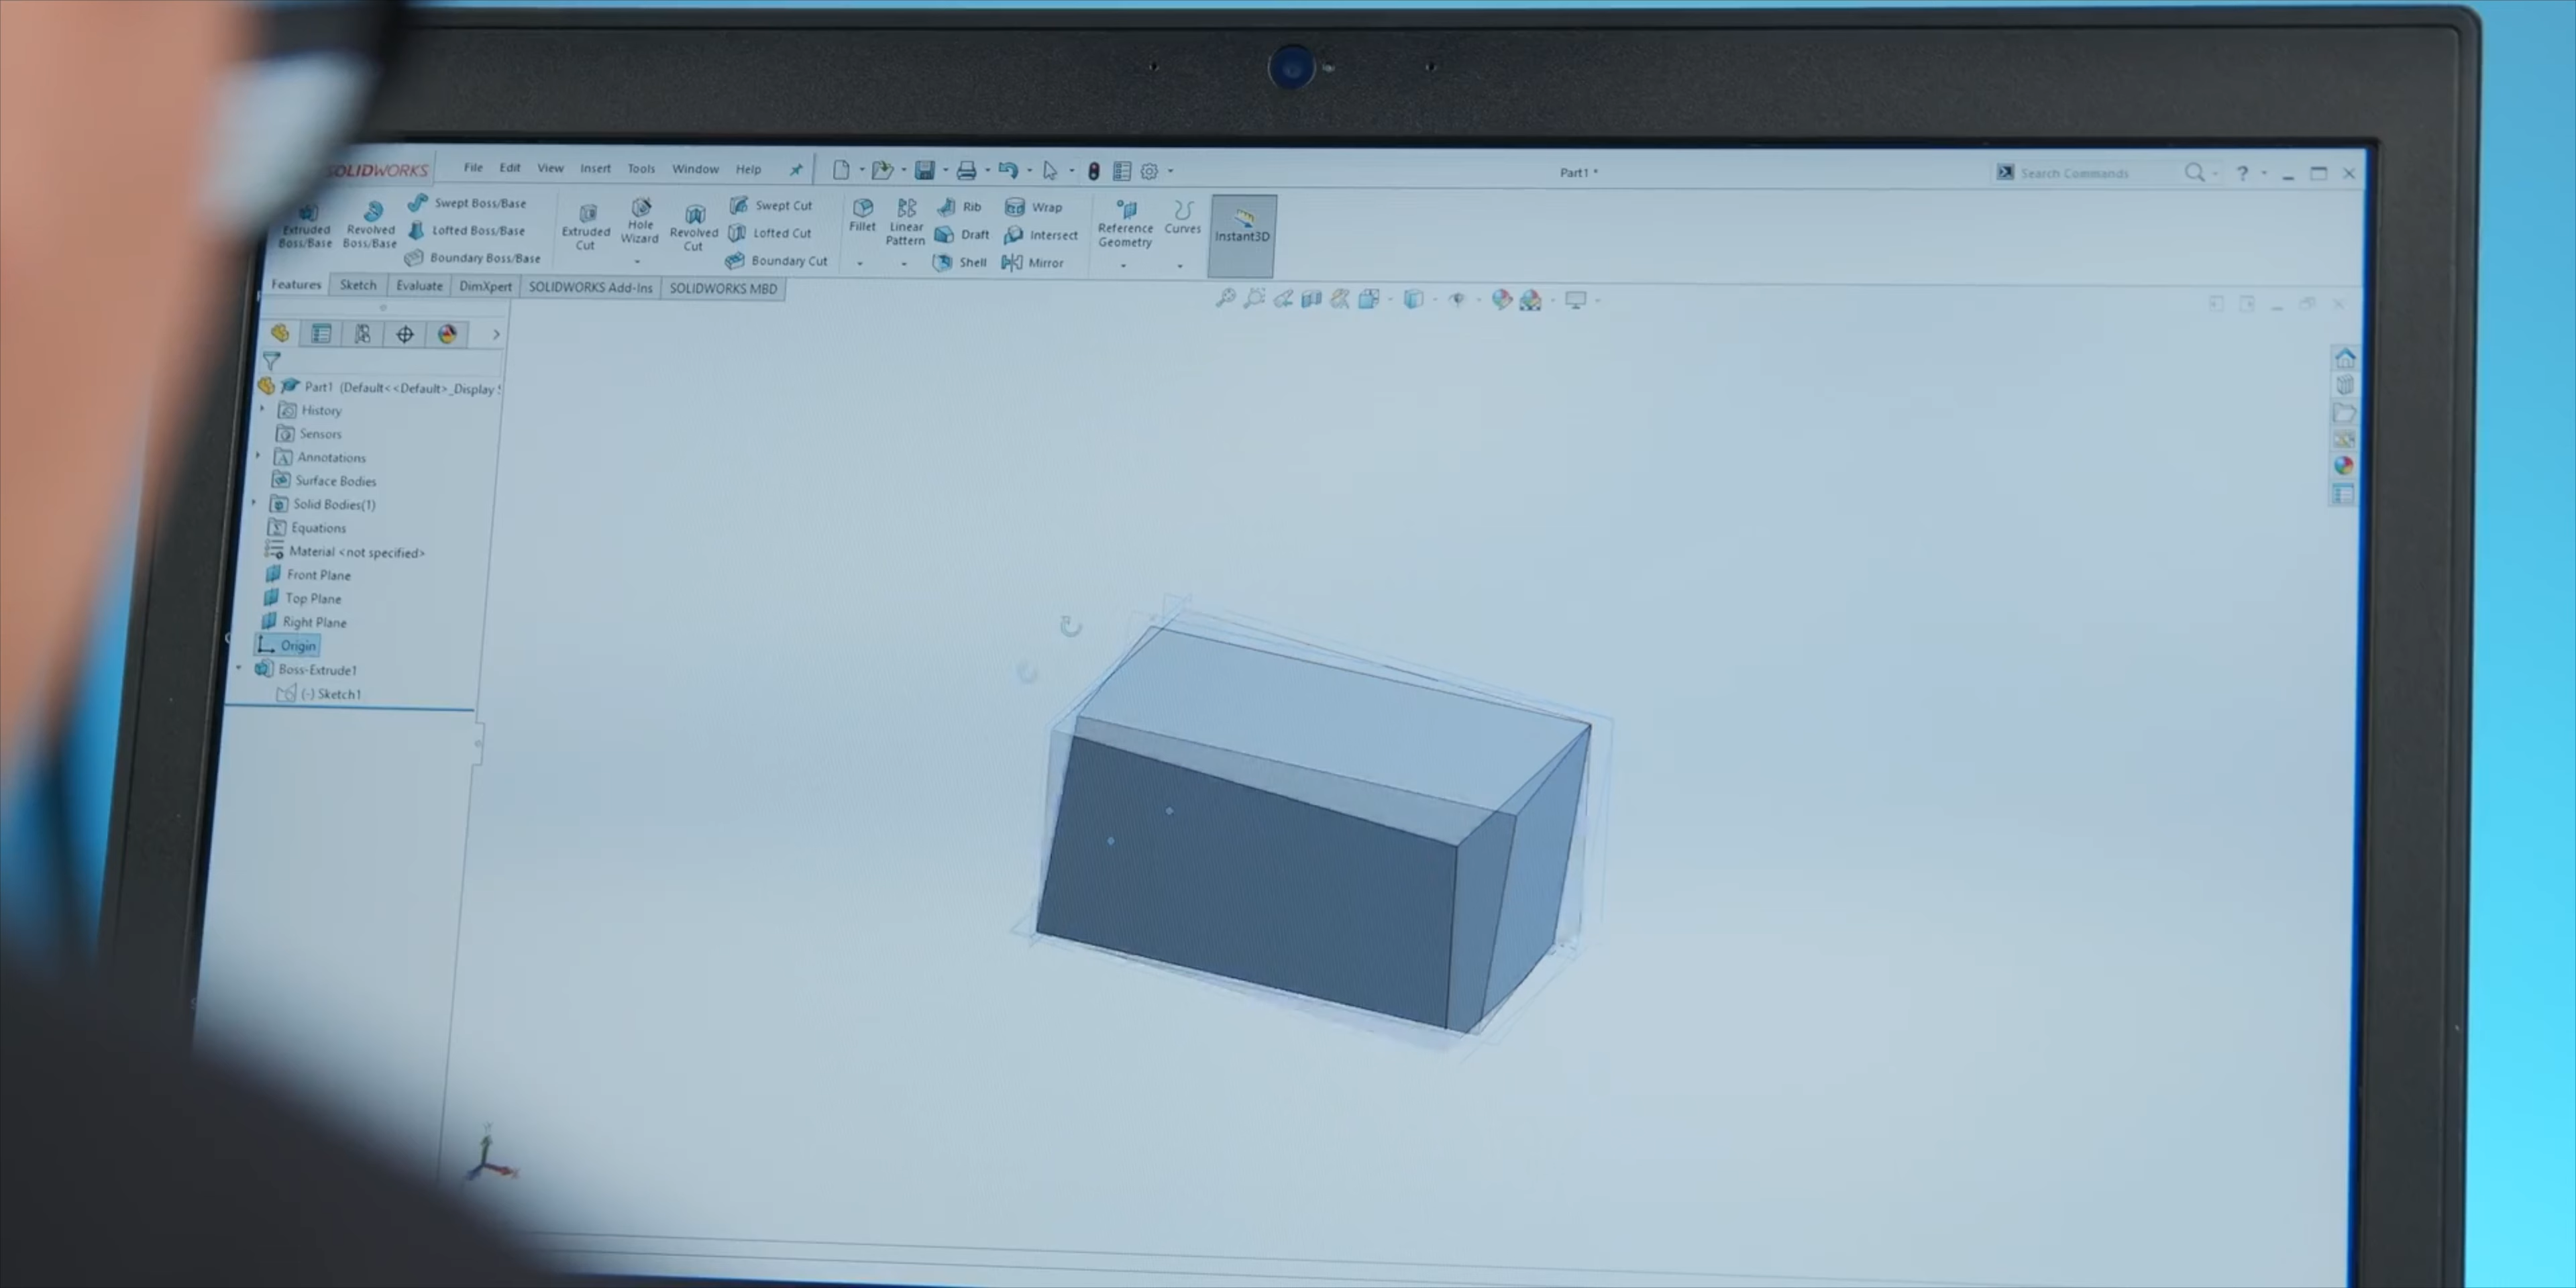 SOLIDWORKS File Edit View Insert Tools Window Help Part1 * Search Commands ?
Extruded Boss/Base
Revolved Boss/Base
Swept Boss/Base
Lofted Boss/Base
Boundary Boss/Base
Extruded Cut
Hole Wizard
Revolved Cut
Swept Cut
Lofted Cut
Boundary Cut
Fillet
Linear Pattern
Rib
Draft
Shell
Wrap
Intersect
Mirror
Reference Geometry
Curves
Instant3D
Features Sketch Evaluate DimXpert SOLIDWORKS Add-Ins SOLIDWORKS MBD
Part1 (Default<<Default>_Display
History
Sensors
Annotations
Surface Bodies
Solid Bodies(1)
Equations
Material <not specified>
Front Plane
Top Plane
Right Plane
Origin
Boss-Extrude1
(-) Sketch1